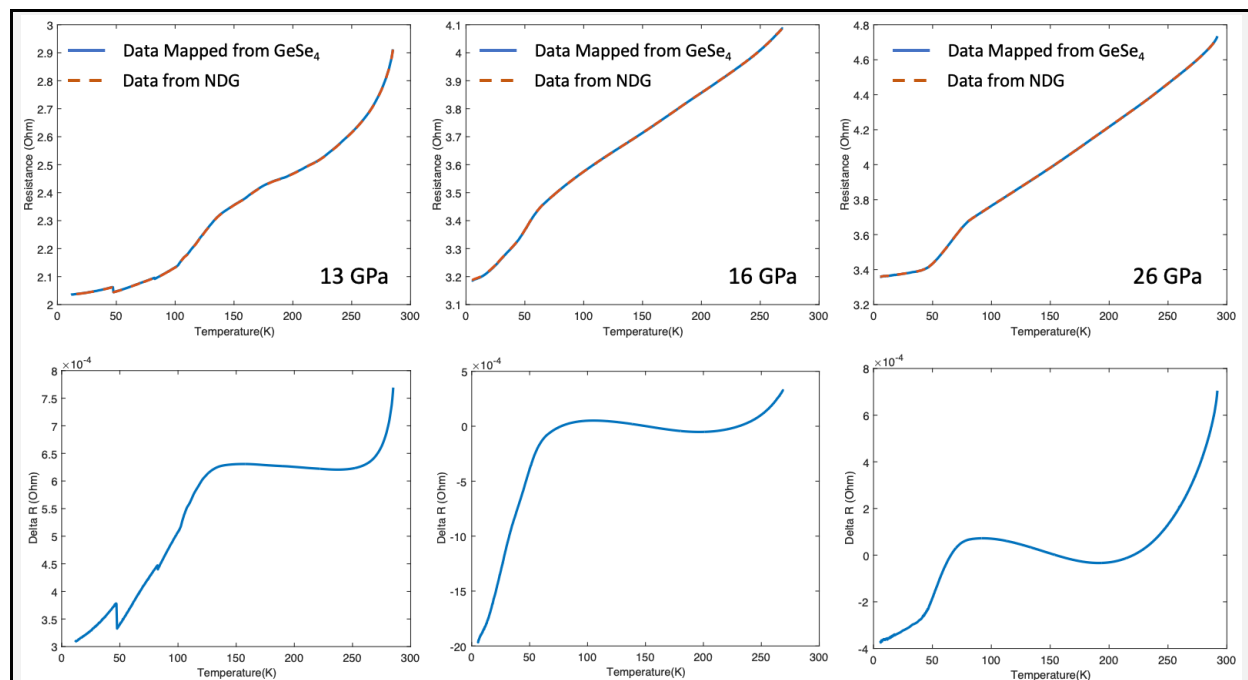 3
2.9
2.8
2.7
2.6
2.5
2.4
2.3
2.2
2.1
2
Resistance (Ohm)
Data Mapped from GeSe₄
Data from NDG
13 GPa
0 50 100 150 200 250 300
Temperature(K)
4.1
4
3.9
3.8
3.7
3.6
3.5
3.4
3.3
3.2
3.1
Resistance (Ohm)
Data Mapped from GeSe₄
Data from NDG
16 GPa
0 50 100 150 200 250 300
Temperature(K)
4.8
4.6
4.4
4.2
4
3.8
3.6
3.4
3.2
Resistance (Ohm)
Data Mapped from GeSe₄
Data from NDG
26 GPa
0 50 100 150 200 250 300
Temperature(K)
×10⁻⁴
8
7.5
7
6.5
6
5.5
5
4.5
4
3.5
3
Delta R (Ohm)
0 50 100 150 200 250 300
Temperature(K)
×10⁻⁴
5
0
-5
-10
-15
-20
Delta R (Ohm)
0 50 100 150 200 250 300
Temperature(K)
×10⁻⁴
8
6
4
2
0
-2
-4
Delta R (Ohm)
0 50 100 150 200 250 300
Temperature(K)